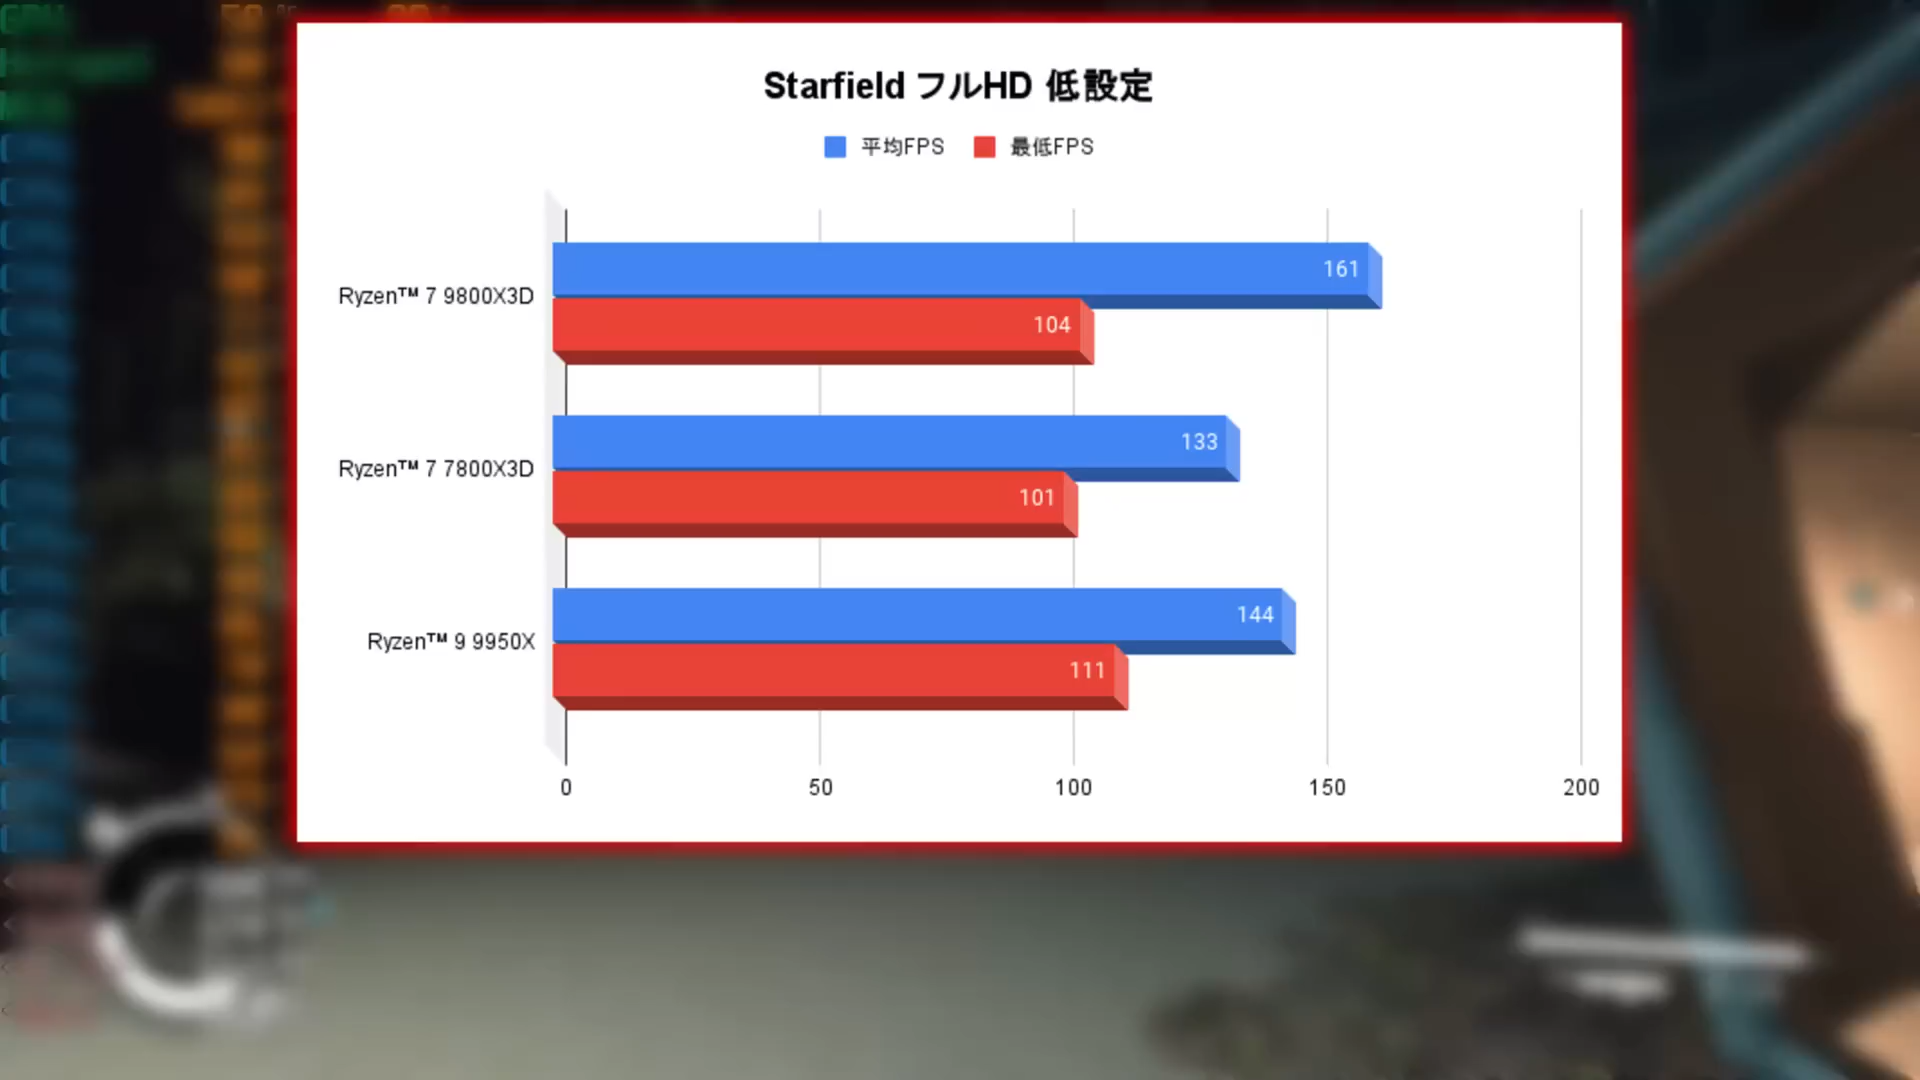 Starfield フルHD 低設定
平均FPS 最低FPS
Ryzen™ 7 9800X3D
161
104
Ryzen™ 7 7800X3D
133
101
Ryzen™ 9 9950X
144
111
0 50 100 150 200